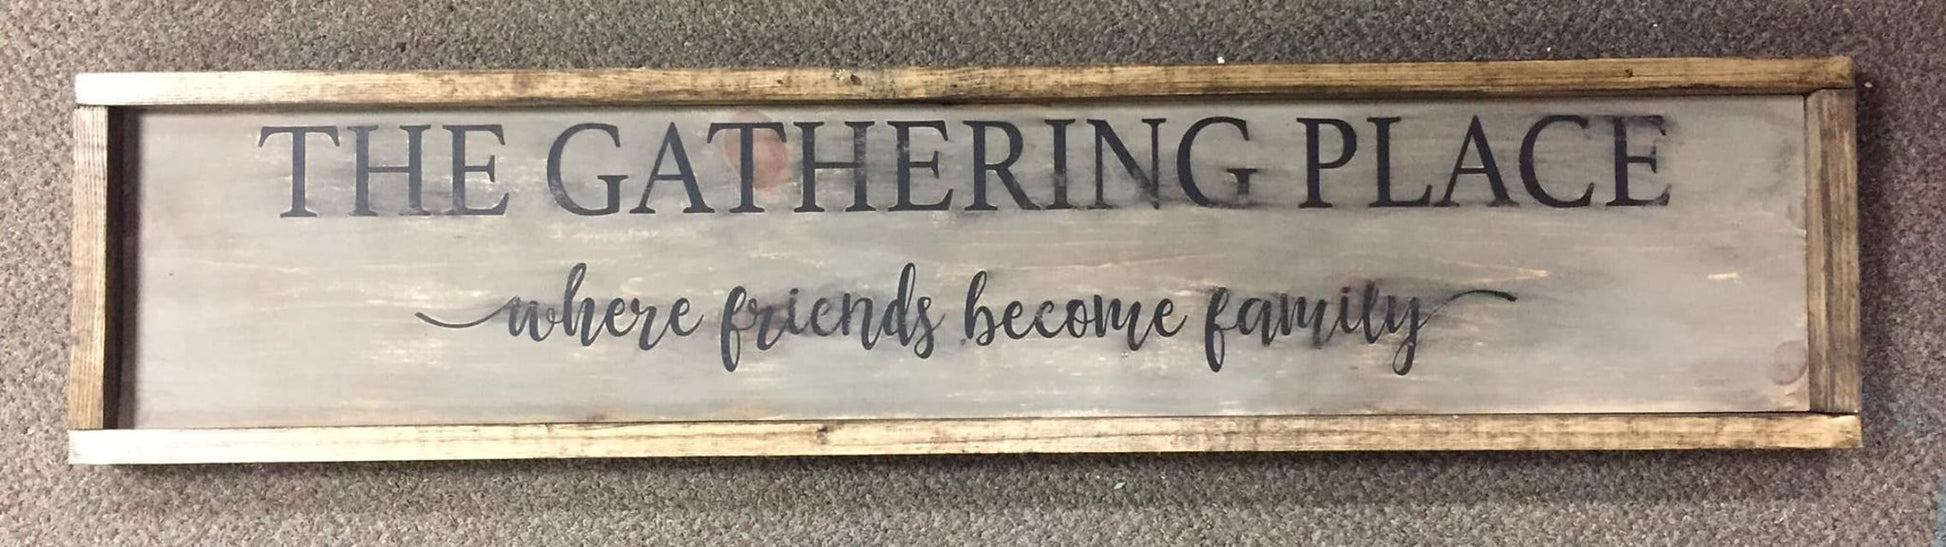 THE GATHERING PLACE
where friends become family